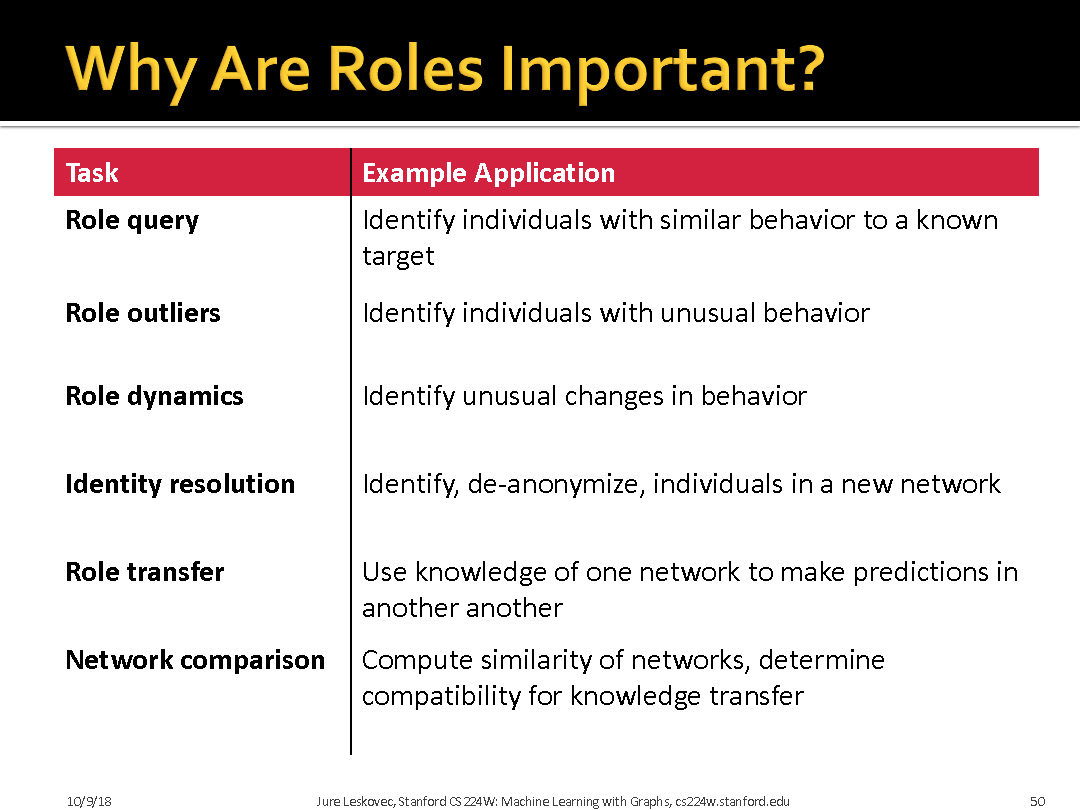 Why Are Roles Important?
Task Example Application
Role query Identify individuals with similar behavior to a known
target
Role outliers Identify individuals with unusual behavior
Role dynamics Identify unusual changes in behavior
Identity resolution Identify, de-anonymize, individuals in a new network
Role transfer Use knowledge of one network to make predictions in
another another
Network comparison Compute similarity of networks, determine
compatibility for knowledge transfer
10/9/18 Jure Leskovec, Stanford CS224W: Machine Learning with Graphs, cs224w.stanford.edu 50